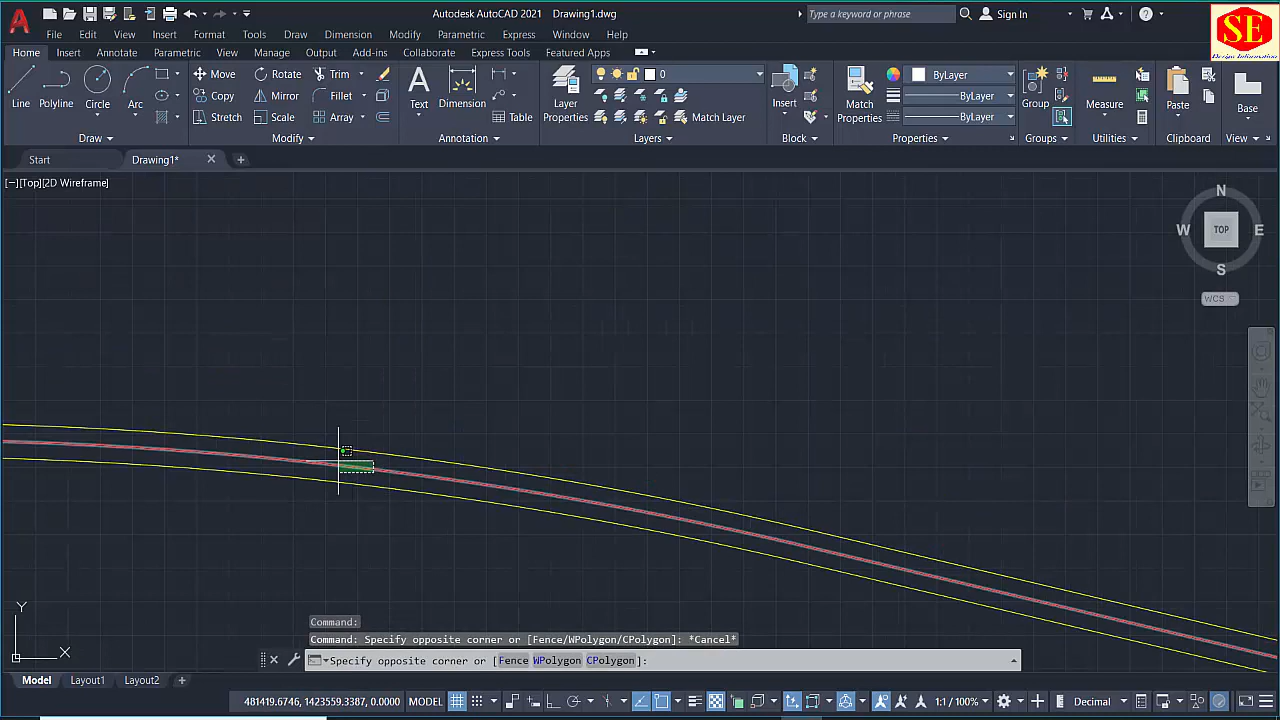 Autodesk AutoCAD 2021 Drawing1.dwg
Type a keyword or phrase
Sign In
SE
Design Information
File Edit View Insert Format Tools Draw Dimension Modify Parametric Express Window Help
Home Insert Annotate Parametric View Manage Output Add-ins Collaborate Express Tools Featured Apps
Line Polyline Circle Arc
Move Rotate Trim
Copy Mirror Fillet
Stretch Scale Array
Text Dimension Table
Layer Properties
0
Match Layer
Insert
Match Properties
ByLayer
ByLayer
ByLayer
Group Measure Paste Base
Draw Modify Annotation Layers Block Properties Groups Utilities Clipboard View
Start Drawing1*
[−][Top][2D Wireframe]
N
W TOP E
S
WCS
Y
X
Command:
Command: Specify opposite corner or [Fence/WPolygon/CPolygon]: *Cancel*
Specify opposite corner or [Fence WPolygon CPolygon]:
Model Layout1 Layout2
481419.6746, 1423559.3387, 0.0000 MODEL 1:1 / 100% Decimal